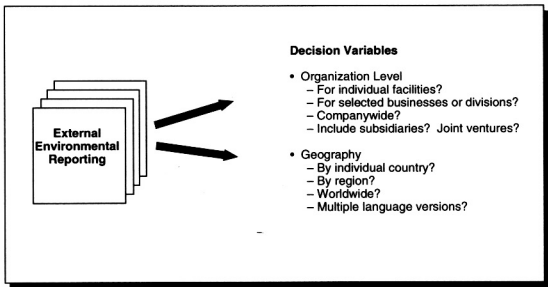 External
Environmental
Reporting
Decision Variables
• Organization Level
– For individual facilities?
– For selected businesses or divisions?
– Companywide?
– Include subsidiaries? Joint ventures?
• Geography
– By individual country?
– By region?
– Worldwide?
– Multiple language versions?